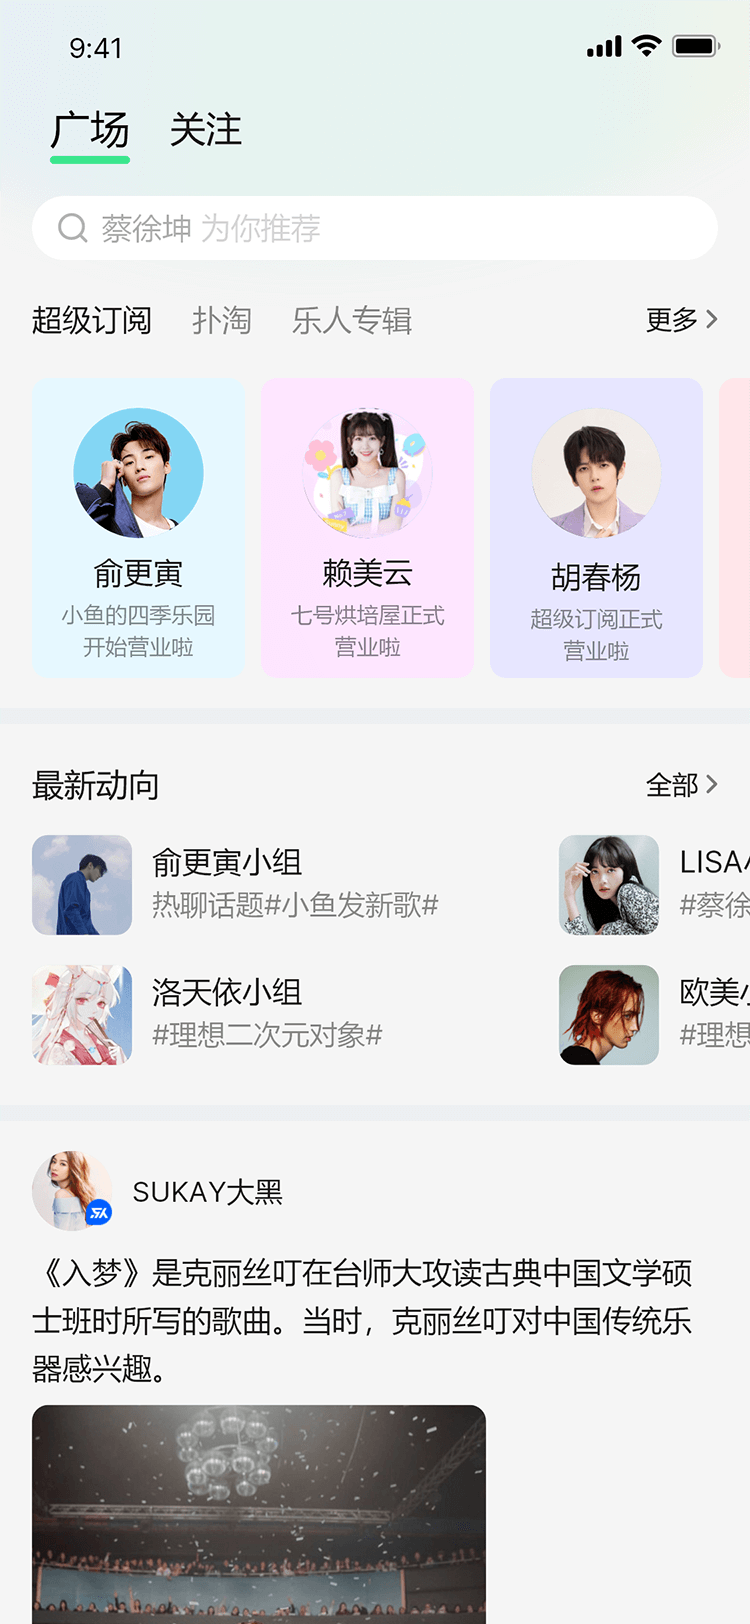 9:41
广场 关注
蔡徐坤 为你推荐
超级订阅 扑淘 乐人专辑 更多
俞更寅
小鱼的四季乐园
开始营业啦
赖美云
七号烘培屋正式
营业啦
胡春杨
超级订阅正式
营业啦
最新动向 全部
俞更寅小组
热聊话题#小鱼发新歌#
LISA
#蔡徐
洛天依小组
#理想二次元对象#
欧美
#理想
SUKAY大黑
《入梦》是克丽丝叮在台师大攻读古典中国文学硕
士班时所写的歌曲。当时，克丽丝叮对中国传统乐
器感兴趣。